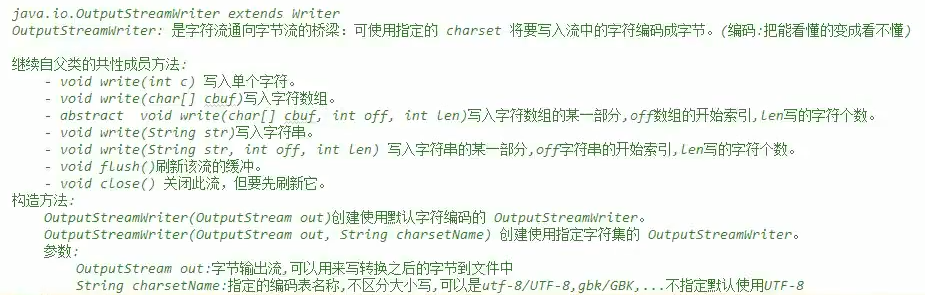 java.io.OutputStreamWriter extends Writer
OutputStreamWriter: 是字符流通向字节流的桥梁：可使用指定的 charset 将要写入流中的字符编码成字节。(编码:把能看懂的变成看不懂)
继续自父类的共性成员方法:
- void write(int c) 写入单个字符。
- void write(char[] cbuf)写入字符数组。
- abstract  void write(char[] cbuf, int off, int len)写入字符数组的某一部分,off数组的开始索引,len写的字符个数。
- void write(String str)写入字符串。
- void write(String str, int off, int len) 写入字符串的某一部分,off字符串的开始索引,len写的字符个数。
- void flush()刷新该流的缓冲。
- void close() 关闭此流，但要先刷新它。
构造方法:
OutputStreamWriter(OutputStream out)创建使用默认字符编码的 OutputStreamWriter。
OutputStreamWriter(OutputStream out, String charsetName) 创建使用指定字符集的 OutputStreamWriter。
参数:
OutputStream out:字节输出流,可以用来写转换之后的字节到文件中
String charsetName:指定的编码表名称,不区分大小写,可以是utf-8/UTF-8,gbk/GBK,...不指定默认使用UTF-8